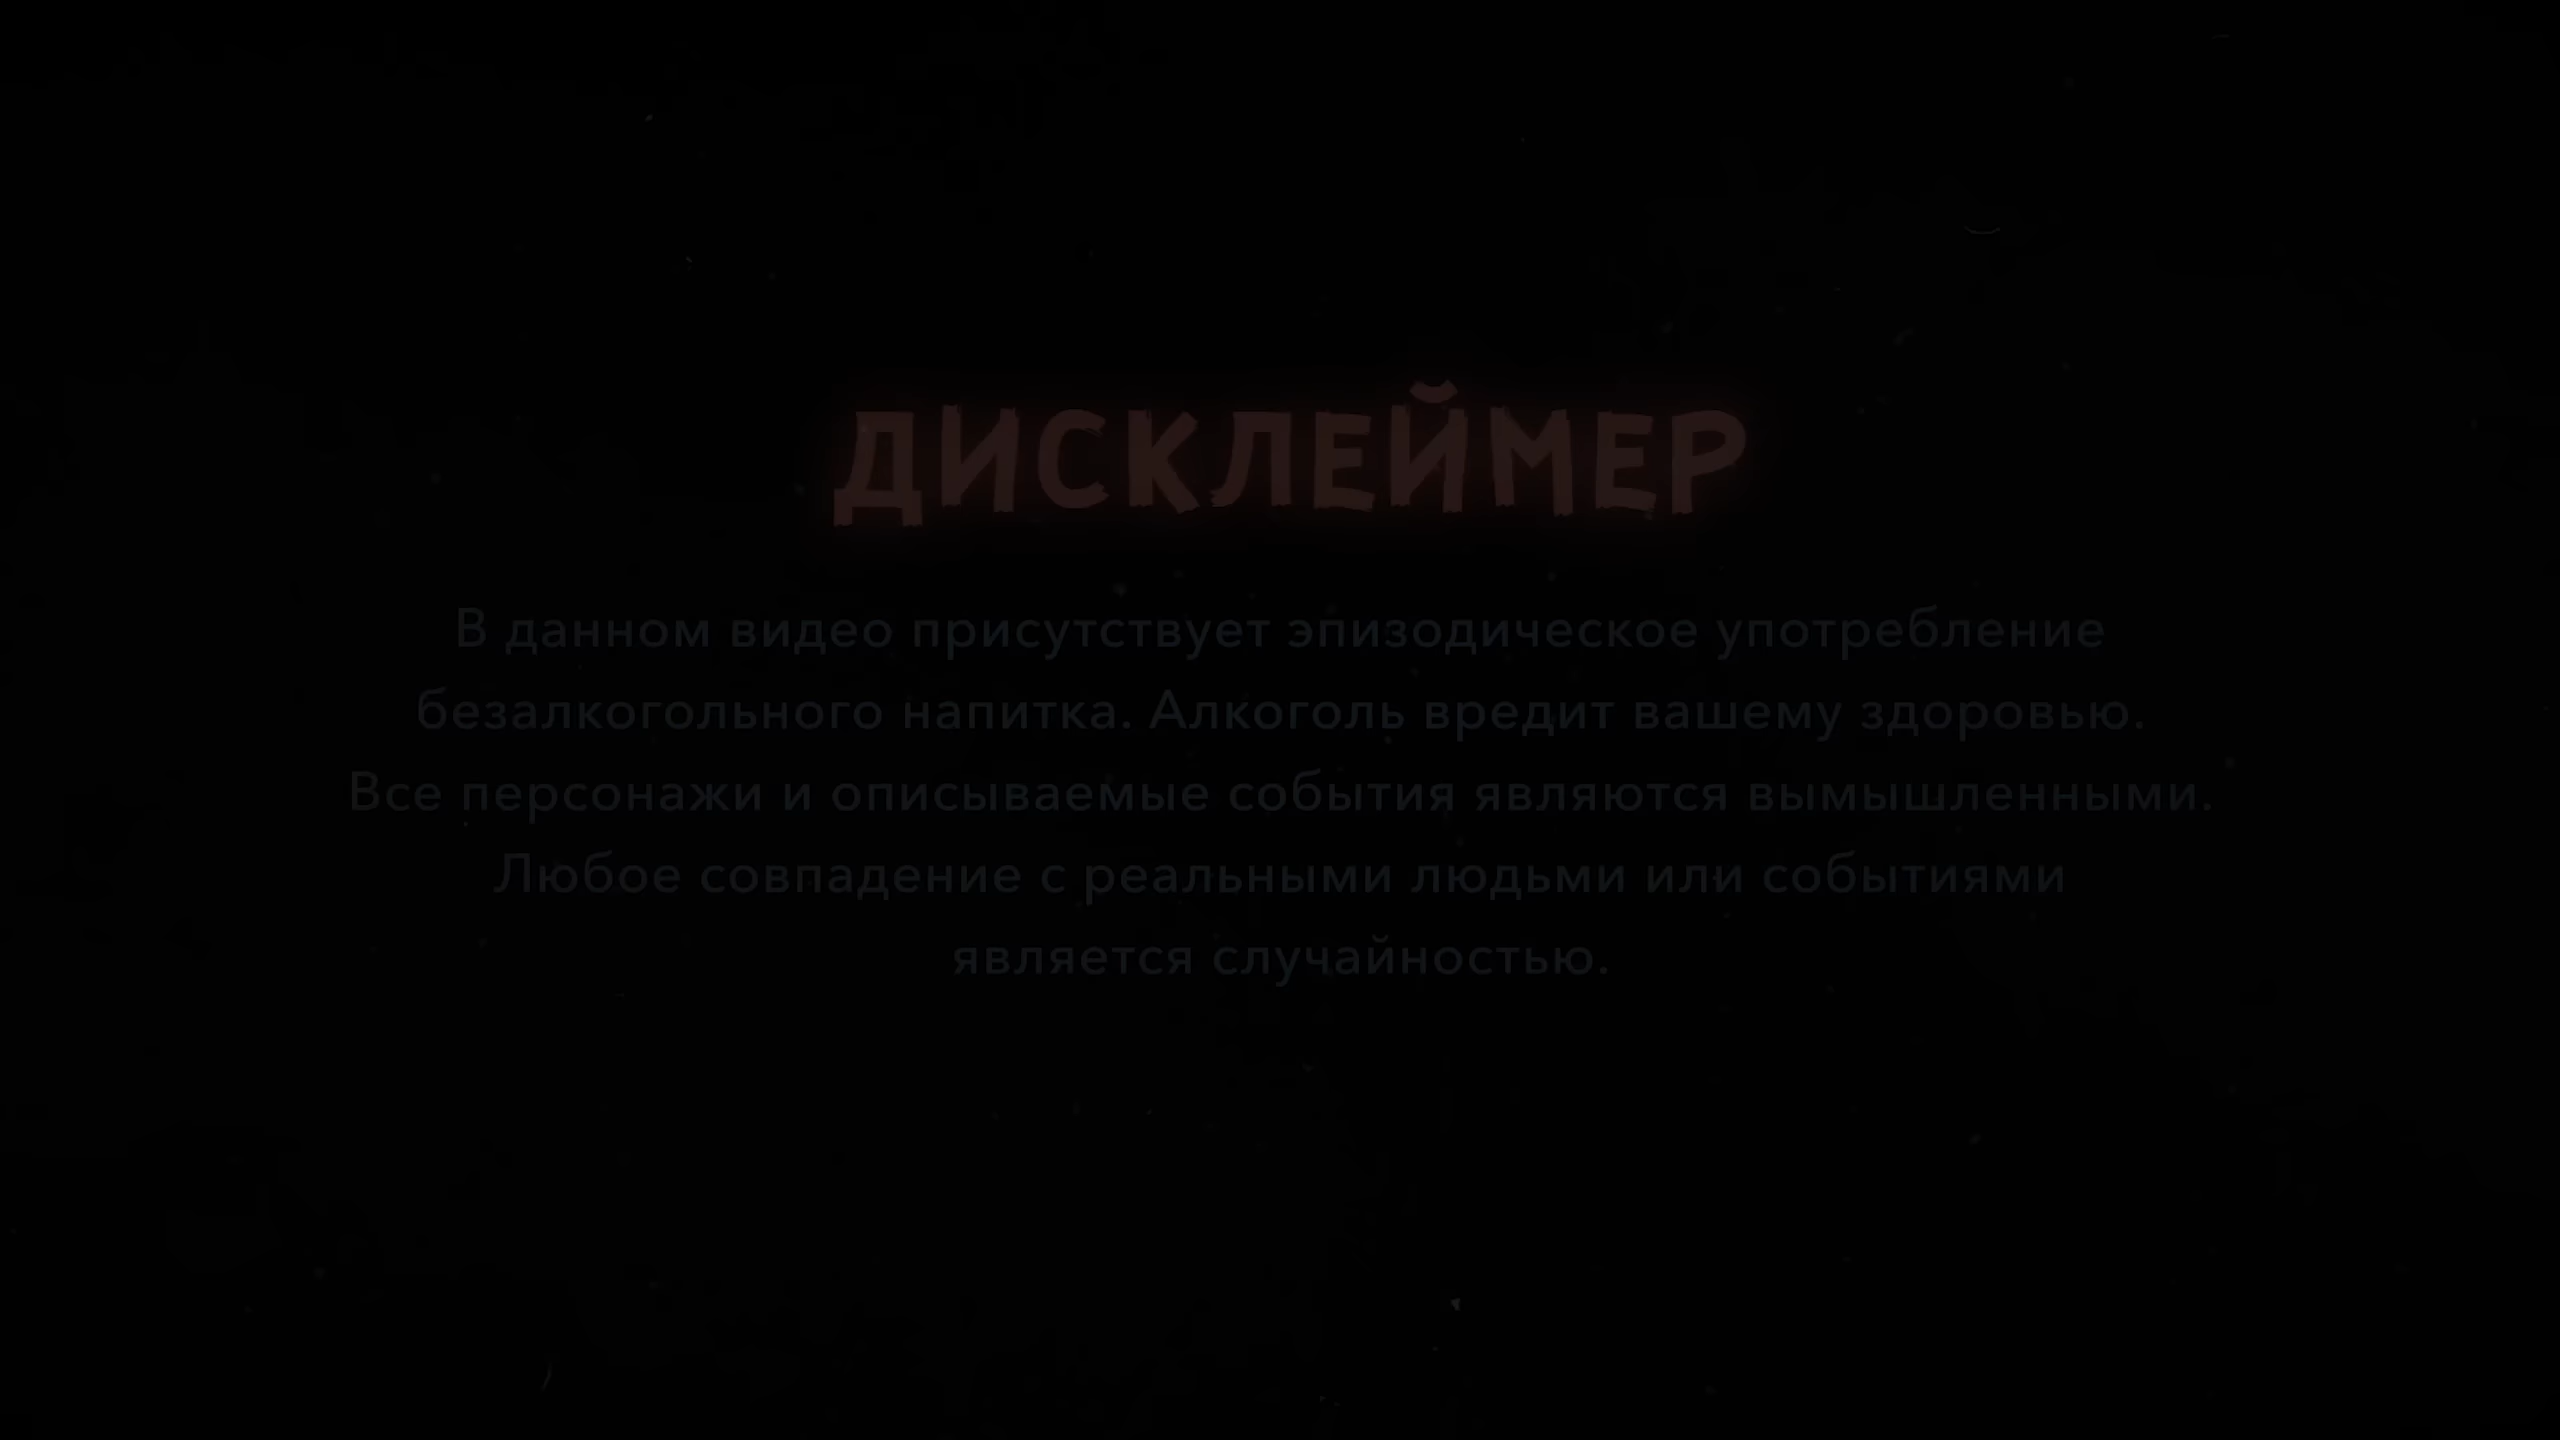 ДИСКЛЕЙМЕР
В данном видео присутствует эпизодическое употребление
безалкогольного напитка. Алкоголь вредит вашему здоровью.
Все персонажи и описываемые события являются вымышленными.
Любое совпадение с реальными людьми или событиями
является случайностью.